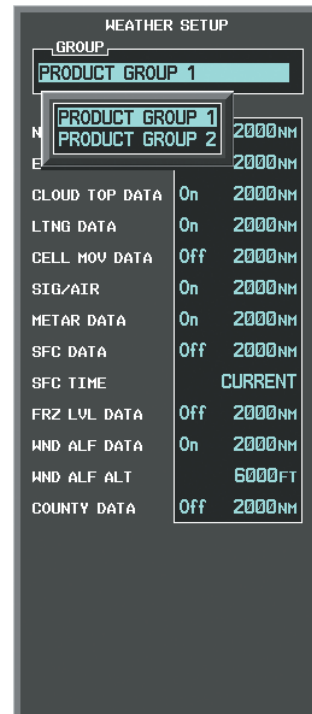 WEATHER SETUP
GROUP
PRODUCT GROUP 1
PRODUCT GROUP 1
PRODUCT GROUP 2
N 2000NM
E 2000NM
CLOUD TOP DATA On 2000NM
LTNG DATA On 2000NM
CELL MOV DATA Off 2000NM
SIG/AIR On 2000NM
METAR DATA On 2000NM
SFC DATA Off 2000NM
SFC TIME CURRENT
FRZ LVL DATA Off 2000NM
WND ALF DATA On 2000NM
WND ALF ALT 6000FT
COUNTY DATA Off 2000NM